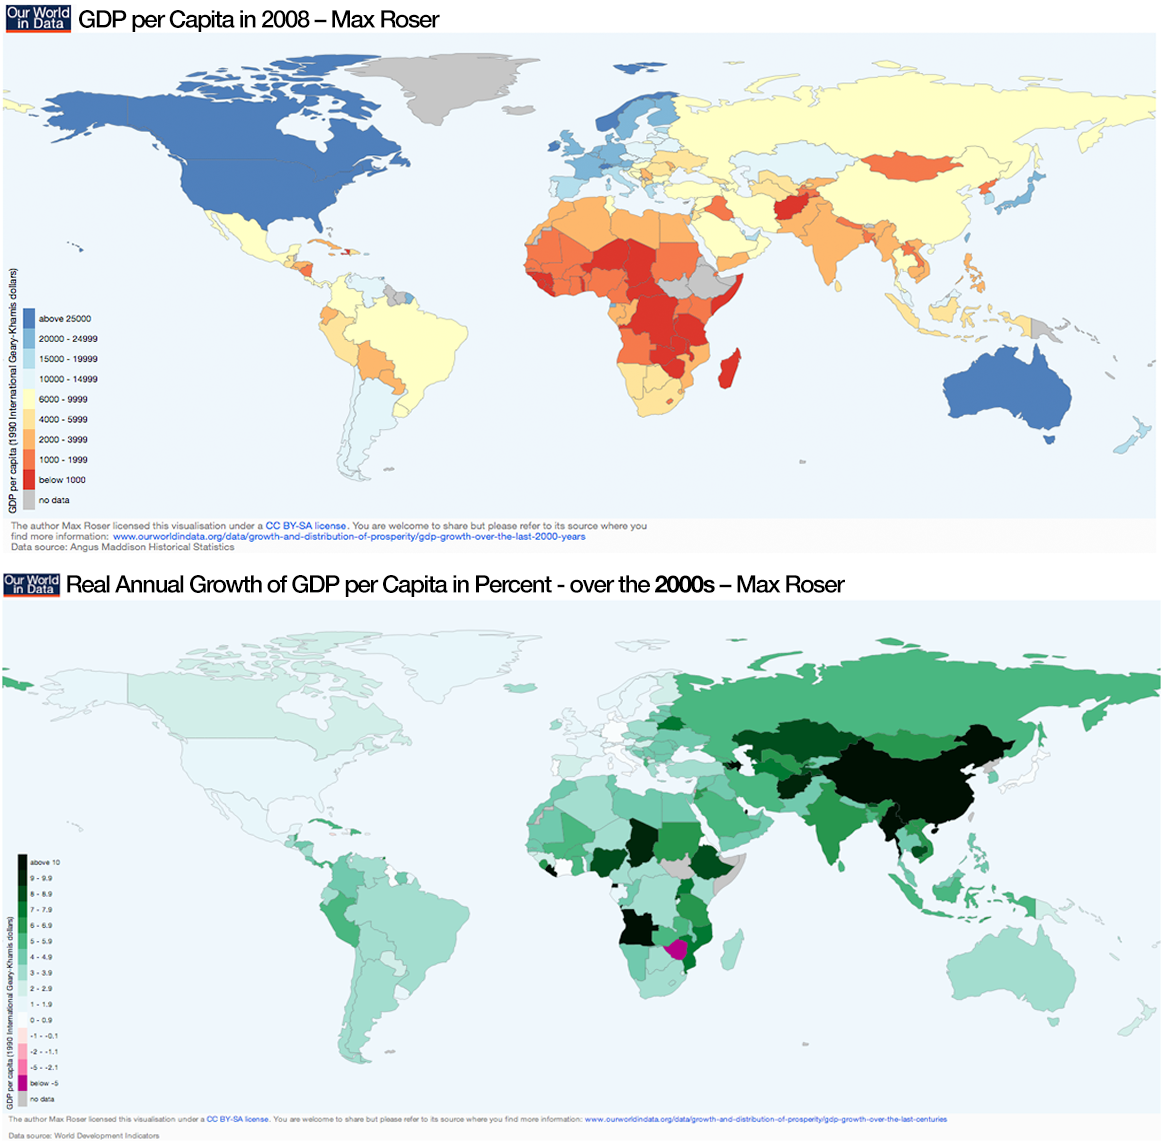 Our World
in Data
GDP per Capita in 2008 – Max Roser
GDP per capita (1990 International Geary-Khamis dollars)
above 25000
20000 - 24999
15000 - 19999
10000 - 14999
6000 - 9999
4000 - 5999
2000 - 3999
1000 - 1999
below 1000
no data
The author Max Roser licensed this visualisation under a CC BY-SA license. You are welcome to share but please refer to its source where you
find more information: www.ourworldindata.org/data/growth-and-distribution-of-prosperity/gdp-growth-over-the-last-2000-years
Data source: Angus Maddison Historical Statistics
Our World
in Data
Real Annual Growth of GDP per Capita in Percent - over the 2000s – Max Roser
GDP per capita (1990 International Geary-Khamis dollars)
above 10
9 - 9.9
8 - 8.9
7 - 7.9
6 - 6.9
5 - 5.9
4 - 4.9
3 - 3.9
2 - 2.9
1 - 1.9
0 - 0.9
-1 - -0.1
-2 - -1.1
-5 - -2.1
below -5
no data
The author Max Roser licensed this visualisation under a CC BY-SA license. You are welcome to share but please refer to its source where you find more information: www.ourworldindata.org/data/growth-and-distribution-of-prosperity/gdp-growth-over-the-last-centuries
Data source: World Development Indicators